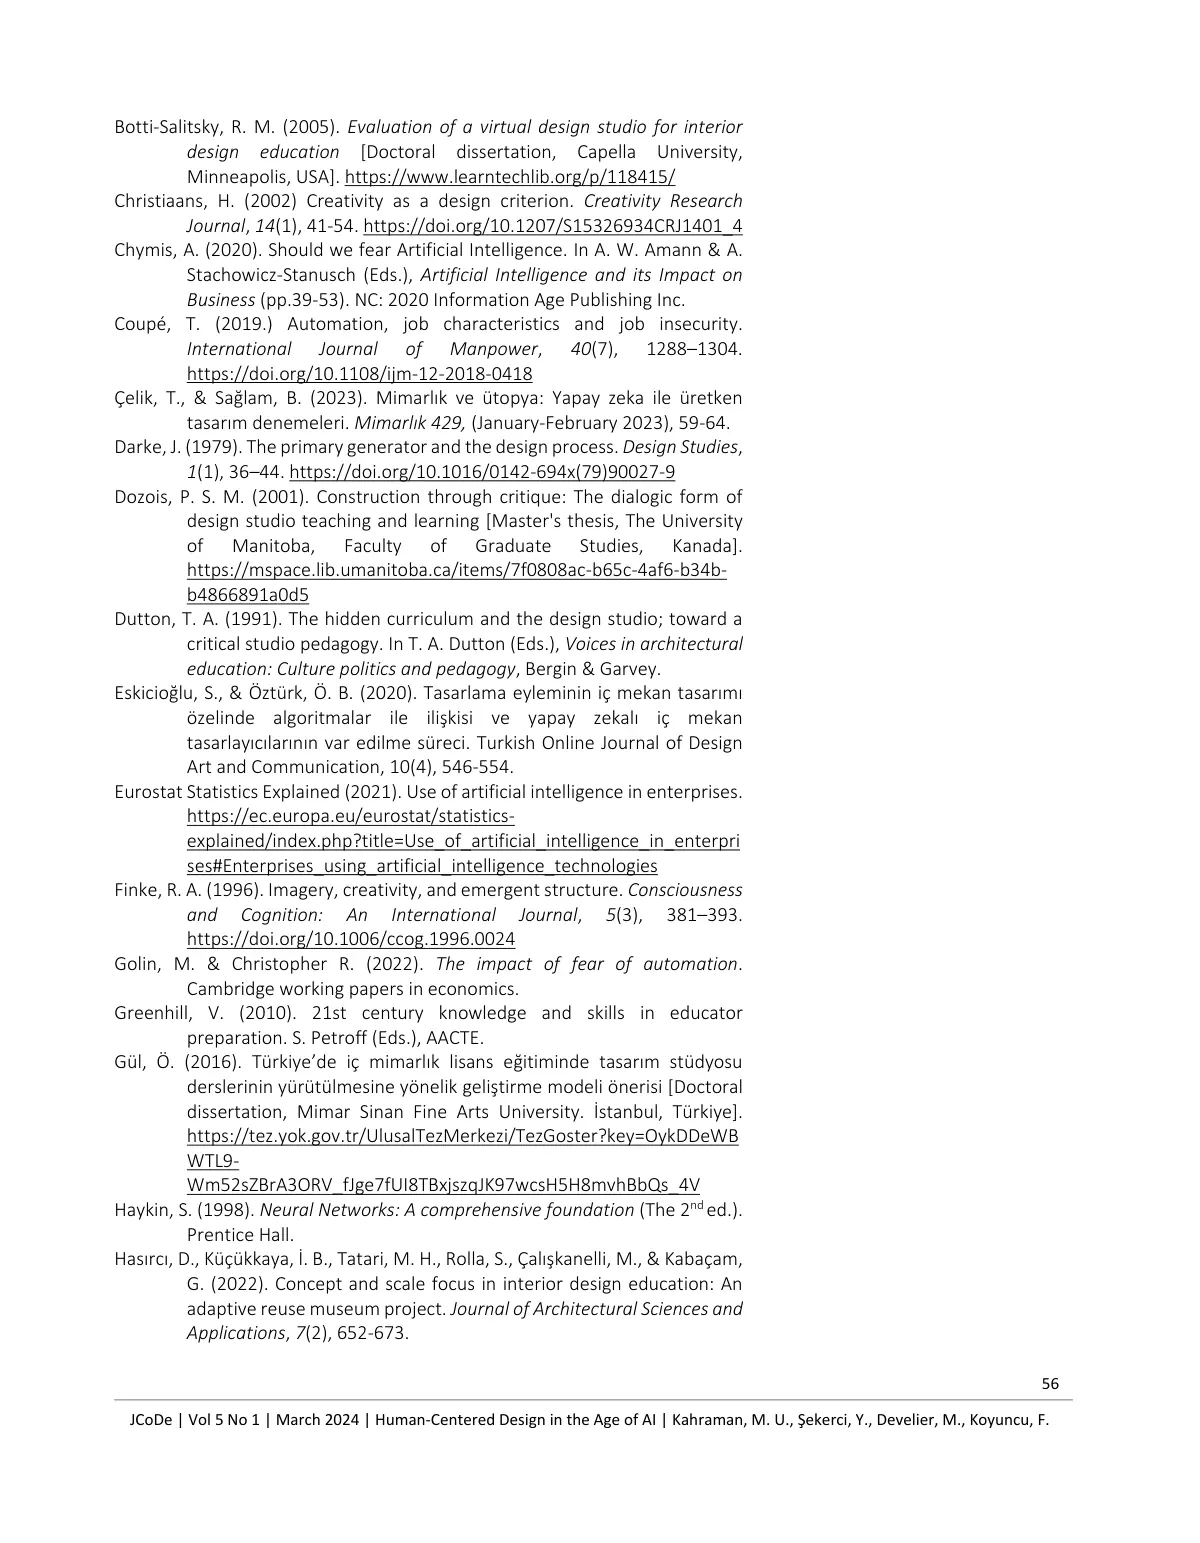 Botti-Salitsky, R. M. (2005). Evaluation of a virtual design studio for interior
design education [Doctoral dissertation, Capella University,
Minneapolis, USA]. https://www.learntechlib.org/p/118415/
Christiaans, H. (2002) Creativity as a design criterion. Creativity Research
Journal, 14(1), 41-54. https://doi.org/10.1207/S15326934CRJ1401_4
Chymis, A. (2020). Should we fear Artificial Intelligence. In A. W. Amann & A.
Stachowicz-Stanusch (Eds.), Artificial Intelligence and its Impact on
Business (pp.39-53). NC: 2020 Information Age Publishing Inc.
Coupé, T. (2019.) Automation, job characteristics and job insecurity.
International Journal of Manpower, 40(7), 1288–1304.
https://doi.org/10.1108/ijm-12-2018-0418
Çelik, T., & Sağlam, B. (2023). Mimarlık ve ütopya: Yapay zeka ile üretken
tasarım denemeleri. Mimarlık 429, (January-February 2023), 59-64.
Darke, J. (1979). The primary generator and the design process. Design Studies,
1(1), 36–44. https://doi.org/10.1016/0142-694x(79)90027-9
Dozois, P. S. M. (2001). Construction through critique: The dialogic form of
design studio teaching and learning [Master's thesis, The University
of Manitoba, Faculty of Graduate Studies, Kanada].
https://mspace.lib.umanitoba.ca/items/7f0808ac-b65c-4af6-b34b-
b4866891a0d5
Dutton, T. A. (1991). The hidden curriculum and the design studio; toward a
critical studio pedagogy. In T. A. Dutton (Eds.), Voices in architectural
education: Culture politics and pedagogy, Bergin & Garvey.
Eskicioğlu, S., & Öztürk, Ö. B. (2020). Tasarlama eyleminin iç mekan tasarımı
özelinde algoritmalar ile ilişkisi ve yapay zekalı iç mekan
tasarlayıcılarının var edilme süreci. Turkish Online Journal of Design
Art and Communication, 10(4), 546-554.
Eurostat Statistics Explained (2021). Use of artificial intelligence in enterprises.
https://ec.europa.eu/eurostat/statistics-
explained/index.php?title=Use_of_artificial_intelligence_in_enterpri
ses#Enterprises_using_artificial_intelligence_technologies
Finke, R. A. (1996). Imagery, creativity, and emergent structure. Consciousness
and Cognition: An International Journal, 5(3), 381–393.
https://doi.org/10.1006/ccog.1996.0024
Golin, M. & Christopher R. (2022). The impact of fear of automation.
Cambridge working papers in economics.
Greenhill, V. (2010). 21st century knowledge and skills in educator
preparation. S. Petroff (Eds.), AACTE.
Gül, Ö. (2016). Türkiye’de iç mimarlık lisans eğitiminde tasarım stüdyosu
derslerinin yürütülmesine yönelik geliştirme modeli önerisi [Doctoral
dissertation, Mimar Sinan Fine Arts University. İstanbul, Türkiye].
https://tez.yok.gov.tr/UlusalTezMerkezi/TezGoster?key=OykDDeWB
WTL9-
Wm52sZBrA3ORV_fJge7fUI8TBxjszqJK97wcsH5H8mvhBbQs_4V
Haykin, S. (1998). Neural Networks: A comprehensive foundation (The 2nd ed.).
Prentice Hall.
Hasırcı, D., Küçükkaya, İ. B., Tatari, M. H., Rolla, S., Çalışkanelli, M., & Kabaçam,
G. (2022). Concept and scale focus in interior design education: An
adaptive reuse museum project. Journal of Architectural Sciences and
Applications, 7(2), 652-673.
56
JCoDe | Vol 5 No 1 | March 2024 | Human-Centered Design in the Age of AI | Kahraman, M. U., Şekerci, Y., Develier, M., Koyuncu, F.